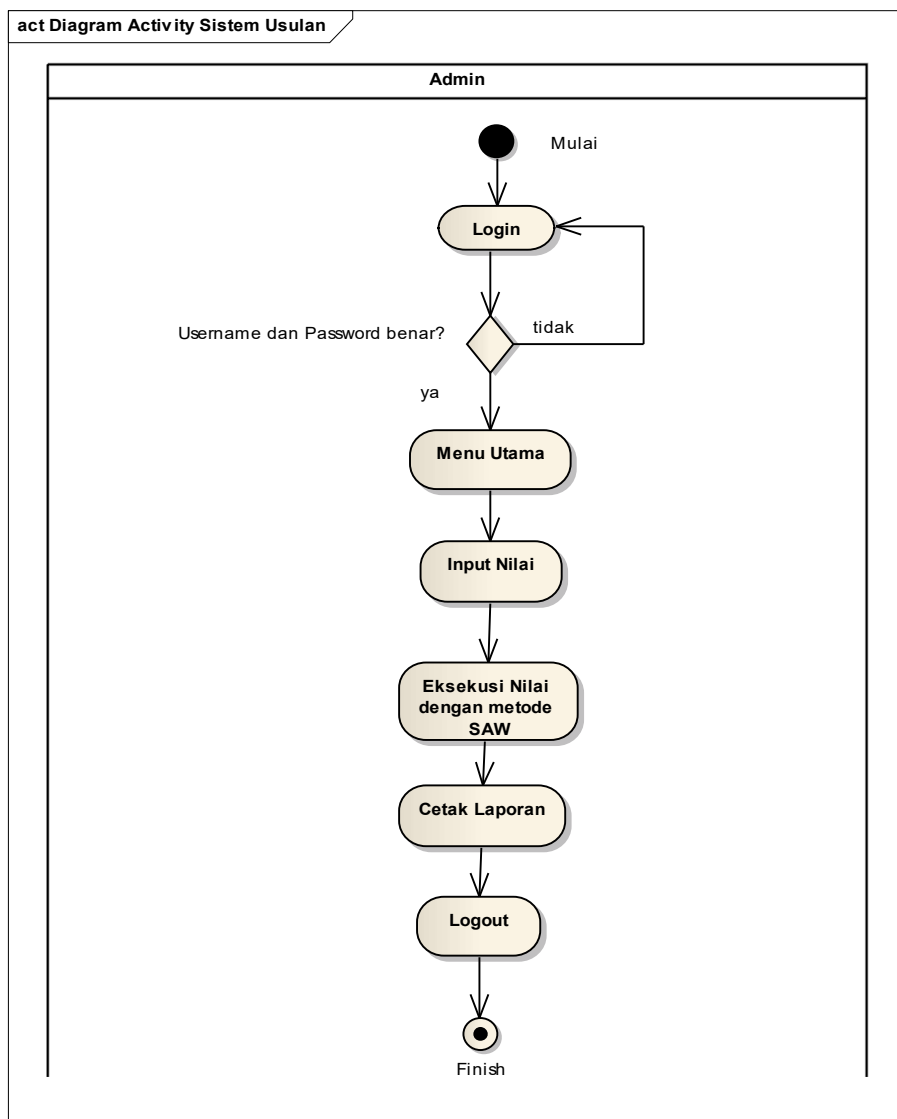 act Diagram Activity Sistem Usulan
Admin
Mulai
Login
Username dan Password benar?
tidak
ya
Menu Utama
Input Nilai
Eksekusi Nilai
dengan metode
SAW
Cetak Laporan
Logout
Finish